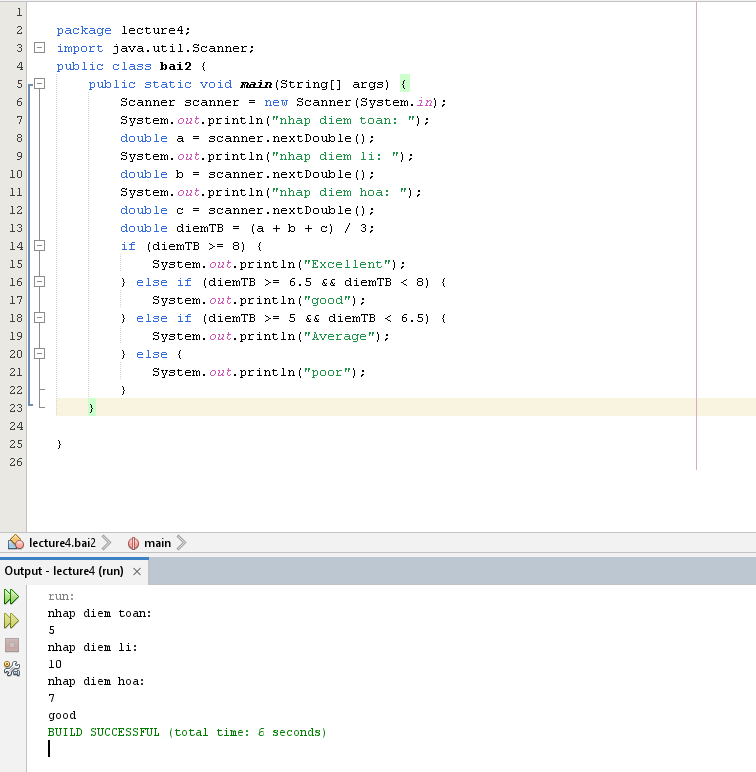 1
2 package lecture4;
3 import java.util.Scanner;
4 public class bai2 {
5 public static void main(String[] args) {
6 Scanner scanner = new Scanner(System.in);
7 System.out.println("nhap diem toan: ");
8 double a = scanner.nextDouble();
9 System.out.println("nhap diem li: ");
10 double b = scanner.nextDouble();
11 System.out.println("nhap diem hoa: ");
12 double c = scanner.nextDouble();
13 double diemTB = (a + b + c) / 3;
14 if (diemTB >= 8) {
15 System.out.println("Excellent");
16 } else if (diemTB >= 6.5 && diemTB < 8) {
17 System.out.println("good");
18 } else if (diemTB >= 5 && diemTB < 6.5) {
19 System.out.println("Average");
20 } else {
21 System.out.println("poor");
22 }
23 }
24
25 }
26
lecture4.bai2 main
Output - lecture4 (run) ×
run:
nhap diem toan:
5
nhap diem li:
10
nhap diem hoa:
7
good
BUILD SUCCESSFUL (total time: 6 seconds)